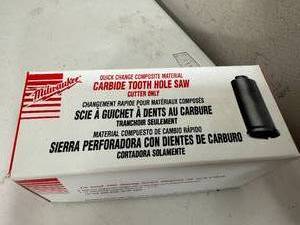 Milwaukee
QUICK CHANGE COMPOSITE MATERIAL
CARBIDE TOOTH HOLE SAW
CUTTER ONLY
CHANGEMENT RAPIDE POUR MATÉRIAUX COMPOSÉS
SCIE À GUICHET À DENTS AU CARBURE
TRANCHOIR SEULEMENT
MATERIAL COMPUESTO DE CAMBIO RÁPIDO
SIERRA PERFORADORA CON DIENTES DE CARBURO
CORTADORA SOLAMENTE